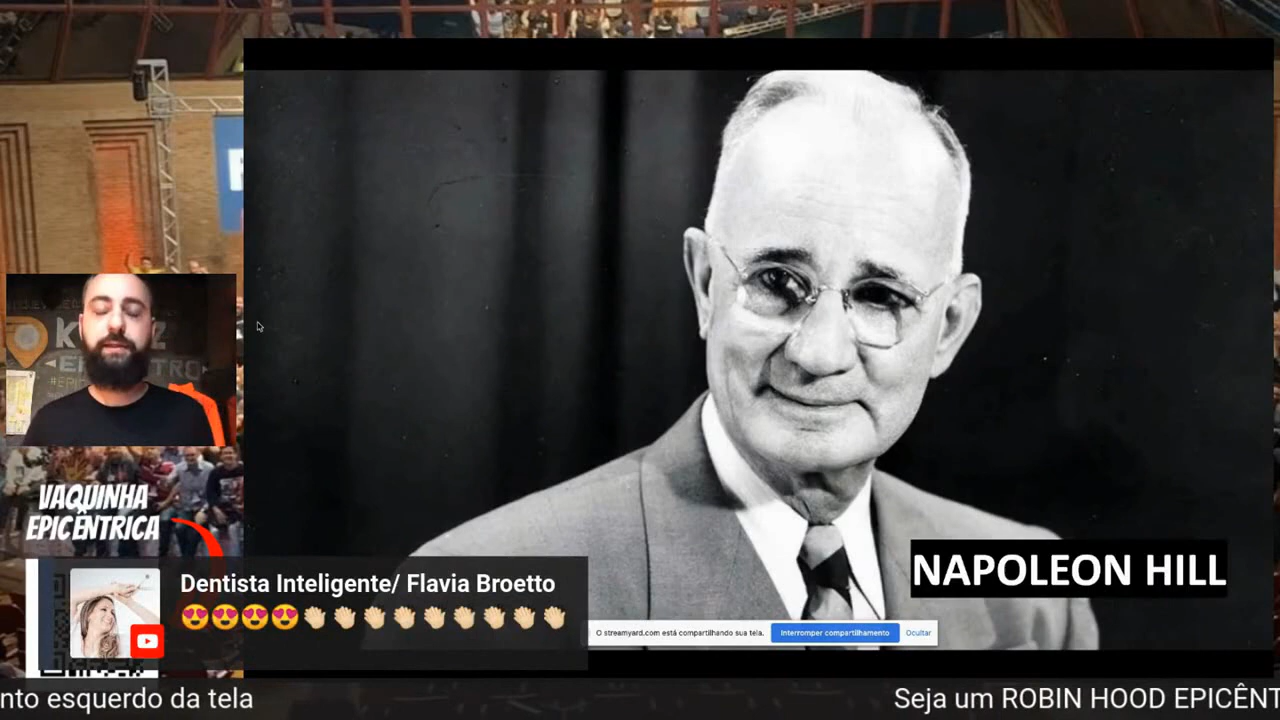 VAQUINHA
EPICÊNTRICA
NAPOLEON HILL
Dentista Inteligente/ Flavia Broetto
😍😍😍😍👏🏼👏🏼👏🏼👏🏼👏🏼👏🏼👏🏼👏🏼👏🏼
O streamyard.com está compartilhando sua tela.
Interromper compartilhamento
Ocultar
nto esquerdo da tela
Seja um ROBIN HOOD EPICÊNT